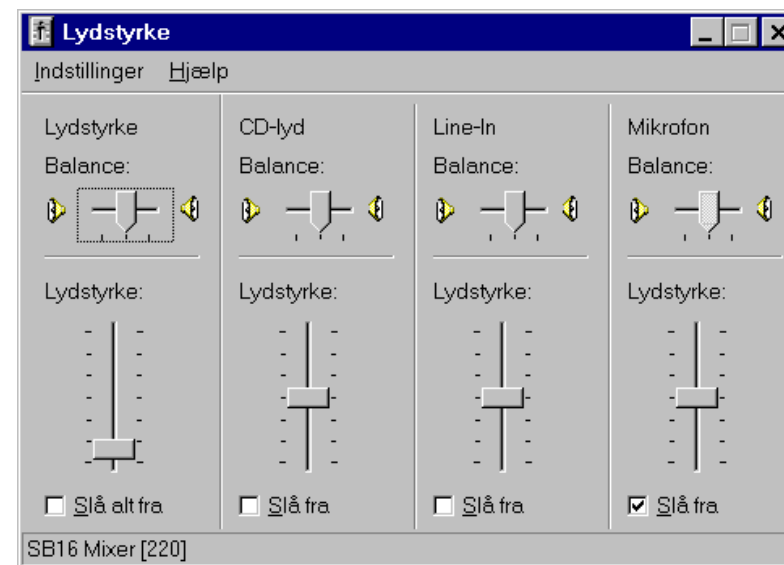 Lydstyrke
Indstillinger Hjælp
Lydstyrke CD-lyd Line-In Mikrofon
Balance: Balance: Balance: Balance:
Lydstyrke: Lydstyrke: Lydstyrke: Lydstyrke:
Slå alt fra Slå fra Slå fra Slå fra
SB16 Mixer [220]